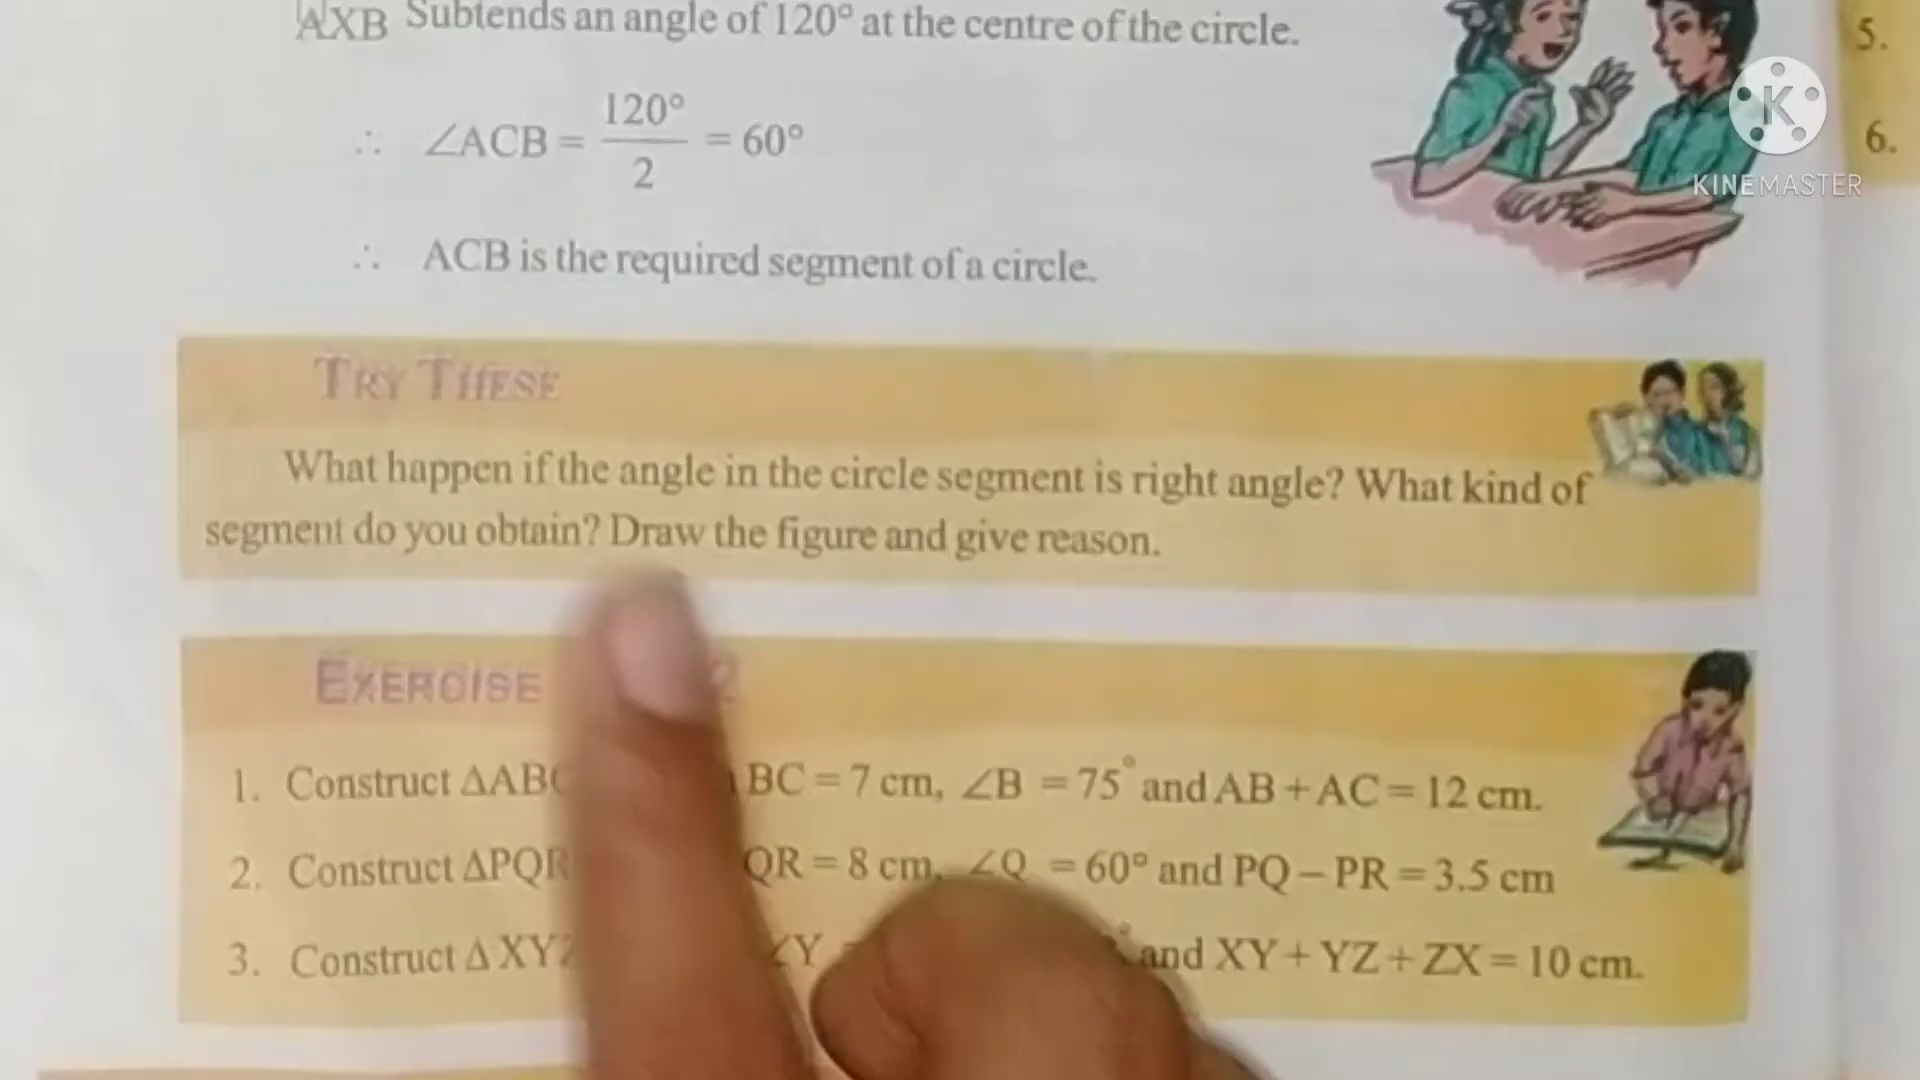 AXB Subtends an angle of 120° at the centre of the circle.
∴ ∠ACB = 120°/2 = 60°
∴ ACB is the required segment of a circle.
TRY THESE
What happen if the angle in the circle segment is right angle? What kind of
segment do you obtain? Draw the figure and give reason.
EXERCISE 2
1. Construct ΔABC BC = 7 cm, ∠B = 75° and AB + AC = 12 cm.
2. Construct ΔPQR QR = 8 cm, ∠Q = 60° and PQ – PR = 3.5 cm
3. Construct Δ XYZ ∠Y and XY + YZ + ZX = 10 cm.
5.
6.
K
KINEMASTER